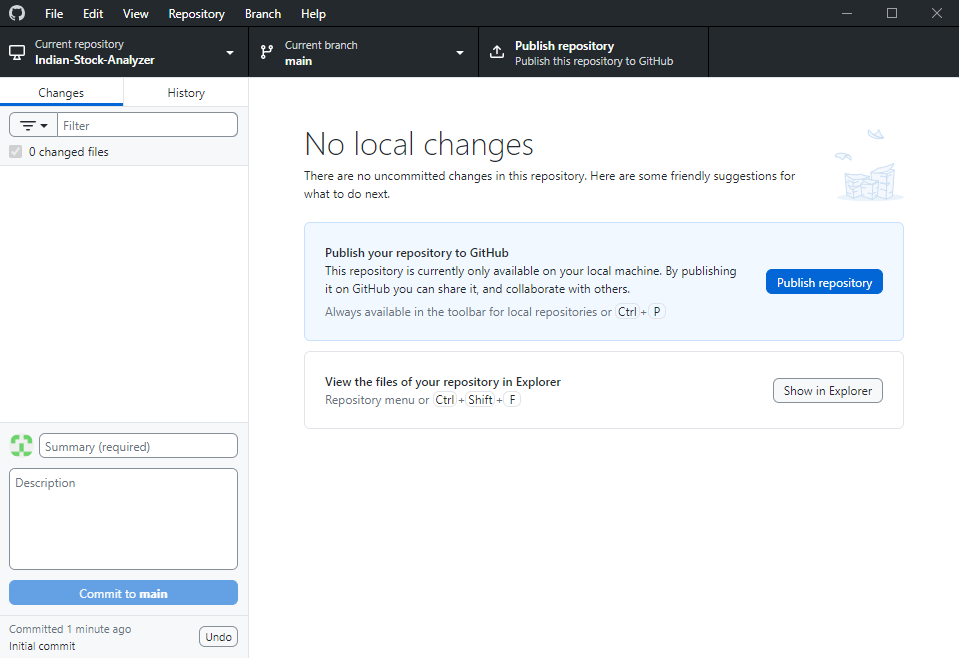 File Edit View Repository Branch Help
Current repository
Indian-Stock-Analyzer
Current branch
main
Publish repository
Publish this repository to GitHub
Changes
History
Filter
0 changed files
No local changes
There are no uncommitted changes in this repository. Here are some friendly suggestions for
what to do next.
Publish your repository to GitHub
This repository is currently only available on your local machine. By publishing
it on GitHub you can share it, and collaborate with others.
Always available in the toolbar for local repositories or Ctrl + P
Publish repository
View the files of your repository in Explorer
Repository menu or Ctrl + Shift + F
Show in Explorer
Summary (required)
Description
Commit to main
Committed 1 minute ago
Initial commit
Undo